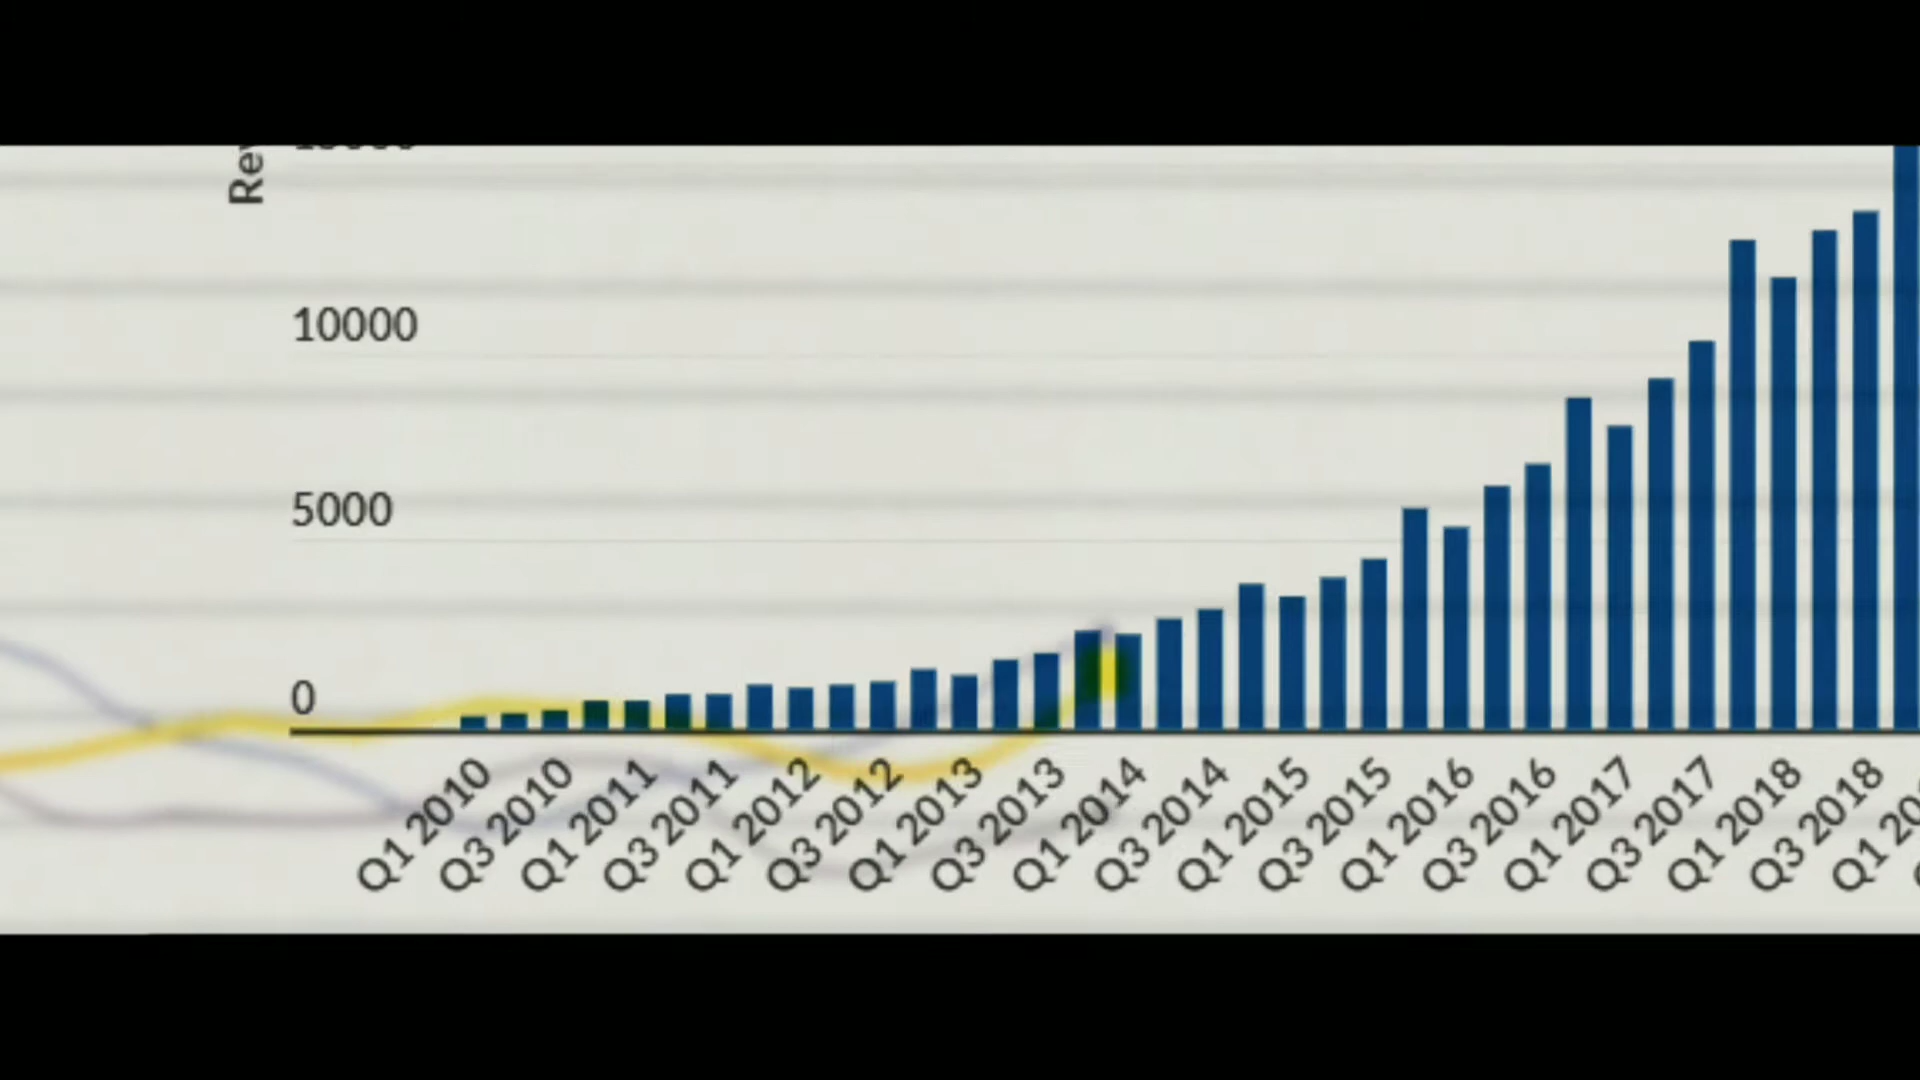 10000
5000
0
Q1 2010
Q3 2010
Q1 2011
Q3 2011
Q1 2012
Q3 2012
Q1 2013
Q3 2013
Q1 2014
Q3 2014
Q1 2015
Q3 2015
Q1 2016
Q3 2016
Q1 2017
Q3 2017
Q1 2018
Q3 2018